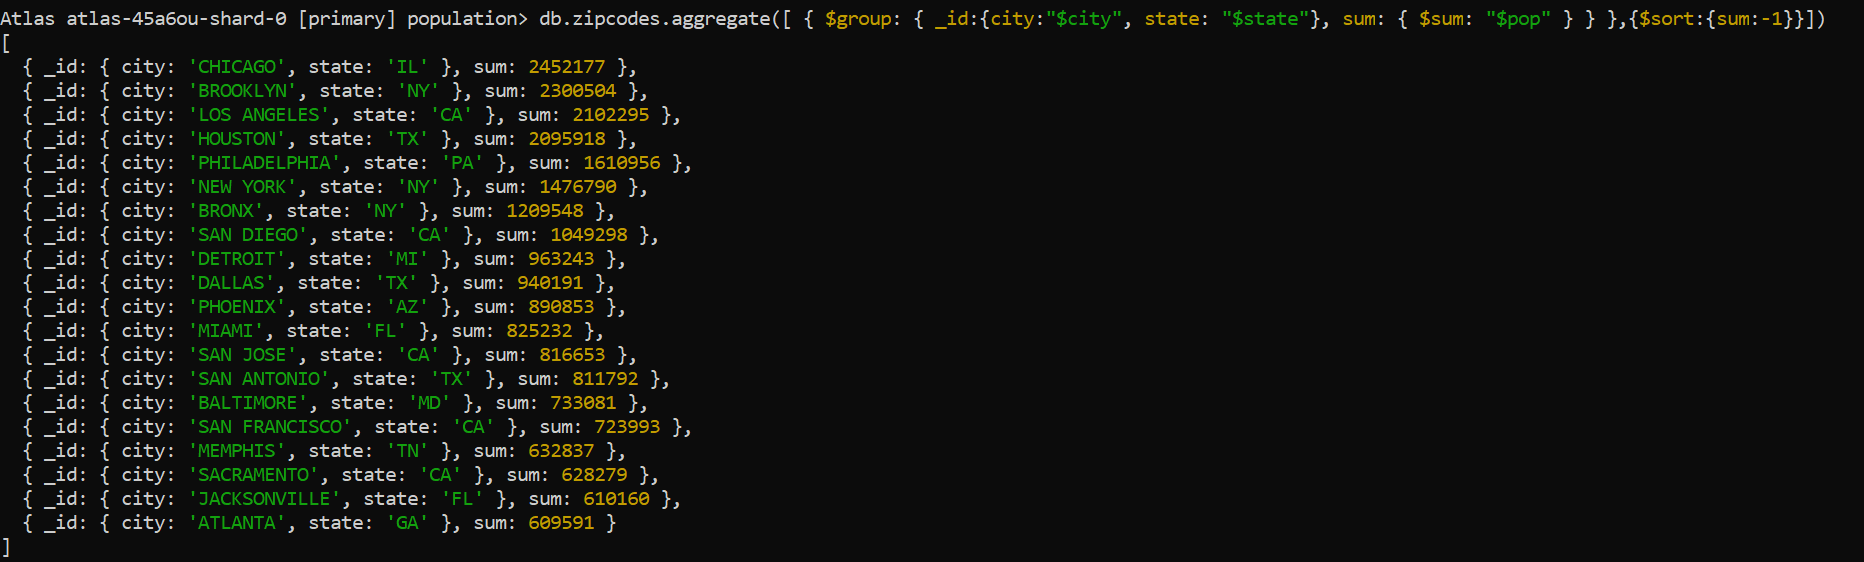 Atlas atlas-45a6ou-shard-0 [primary] population> db.zipcodes.aggregate([ { $group: { _id:{city:"$city", state: "$state"}, sum: { $sum: "$pop" } } },{$sort:{sum:-1}}])
[
  { _id: { city: 'CHICAGO', state: 'IL' }, sum: 2452177 },
  { _id: { city: 'BROOKLYN', state: 'NY' }, sum: 2300504 },
  { _id: { city: 'LOS ANGELES', state: 'CA' }, sum: 2102295 },
  { _id: { city: 'HOUSTON', state: 'TX' }, sum: 2095918 },
  { _id: { city: 'PHILADELPHIA', state: 'PA' }, sum: 1610956 },
  { _id: { city: 'NEW YORK', state: 'NY' }, sum: 1476790 },
  { _id: { city: 'BRONX', state: 'NY' }, sum: 1209548 },
  { _id: { city: 'SAN DIEGO', state: 'CA' }, sum: 1049298 },
  { _id: { city: 'DETROIT', state: 'MI' }, sum: 963243 },
  { _id: { city: 'DALLAS', state: 'TX' }, sum: 940191 },
  { _id: { city: 'PHOENIX', state: 'AZ' }, sum: 890853 },
  { _id: { city: 'MIAMI', state: 'FL' }, sum: 825232 },
  { _id: { city: 'SAN JOSE', state: 'CA' }, sum: 816653 },
  { _id: { city: 'SAN ANTONIO', state: 'TX' }, sum: 811792 },
  { _id: { city: 'BALTIMORE', state: 'MD' }, sum: 733081 },
  { _id: { city: 'SAN FRANCISCO', state: 'CA' }, sum: 723993 },
  { _id: { city: 'MEMPHIS', state: 'TN' }, sum: 632837 },
  { _id: { city: 'SACRAMENTO', state: 'CA' }, sum: 628279 },
  { _id: { city: 'JACKSONVILLE', state: 'FL' }, sum: 610160 },
  { _id: { city: 'ATLANTA', state: 'GA' }, sum: 609591 }
]